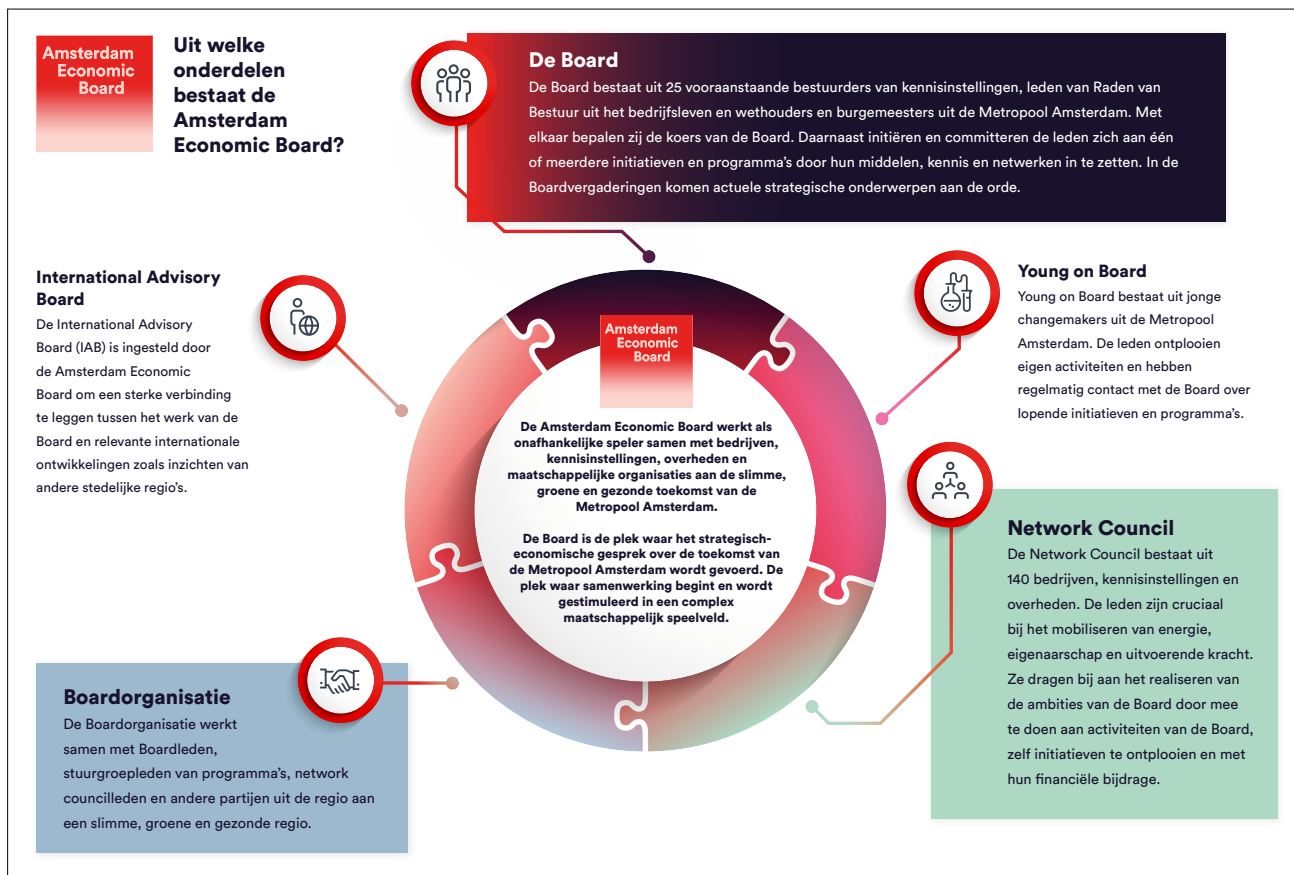 Amsterdam
Economic
Board
Uit welke
onderdelen
bestaat de
Amsterdam
Economic Board?
De Board
De Board bestaat uit 25 vooraanstaande bestuurders van kennisinstellingen, leden van Raden van
Bestuur uit het bedrijfsleven en wethouders en burgemeesters uit de Metropool Amsterdam. Met
elkaar bepalen zij de koers van de Board. Daarnaast initiëren en committeren de leden zich aan één
of meerdere initiatieven en programma's door hun middelen, kennis en netwerken in te zetten. In de
Boardvergaderingen komen actuele strategische onderwerpen aan de orde.
International Advisory
Board
De International Advisory
Board (IAB) is ingesteld door
de Amsterdam Economic
Board om een sterke verbinding
te leggen tussen het werk van de
Board en relevante internationale
ontwikkelingen zoals inzichten van
andere stedelijke regio's.
Young on Board
Young on Board bestaat uit jonge
changemakers uit de Metropool
Amsterdam. De leden ontplooien
eigen activiteiten en hebben
regelmatig contact met de Board over
lopende initiatieven en programma's.
Amsterdam
Economic
Board
De Amsterdam Economic Board werkt als
onafhankelijke speler samen met bedrijven,
kennisinstellingen, overheden en
maatschappelijke organisaties aan de slimme,
groene en gezonde toekomst van de
Metropool Amsterdam.
De Board is de plek waar het strategisch-
economische gesprek over de toekomst van
de Metropool Amsterdam wordt gevoerd. De
plek waar samenwerking begint en wordt
gestimuleerd in een complex
maatschappelijk speelveld.
Network Council
De Network Council bestaat uit
140 bedrijven, kennisinstellingen en
overheden. De leden zijn cruciaal
bij het mobiliseren van energie,
eigenaarschap en uitvoerende kracht.
Ze dragen bij aan het realiseren van
de ambities van de Board door mee
te doen aan activiteiten van de Board,
zelf initiatieven te ontplooien en met
hun financiële bijdrage.
Boardorganisatie
De Boardorganisatie werkt
samen met Boardleden,
stuurgroepleden van programma's, network
councilleden en andere partijen uit de regio aan
een slimme, groene en gezonde regio.